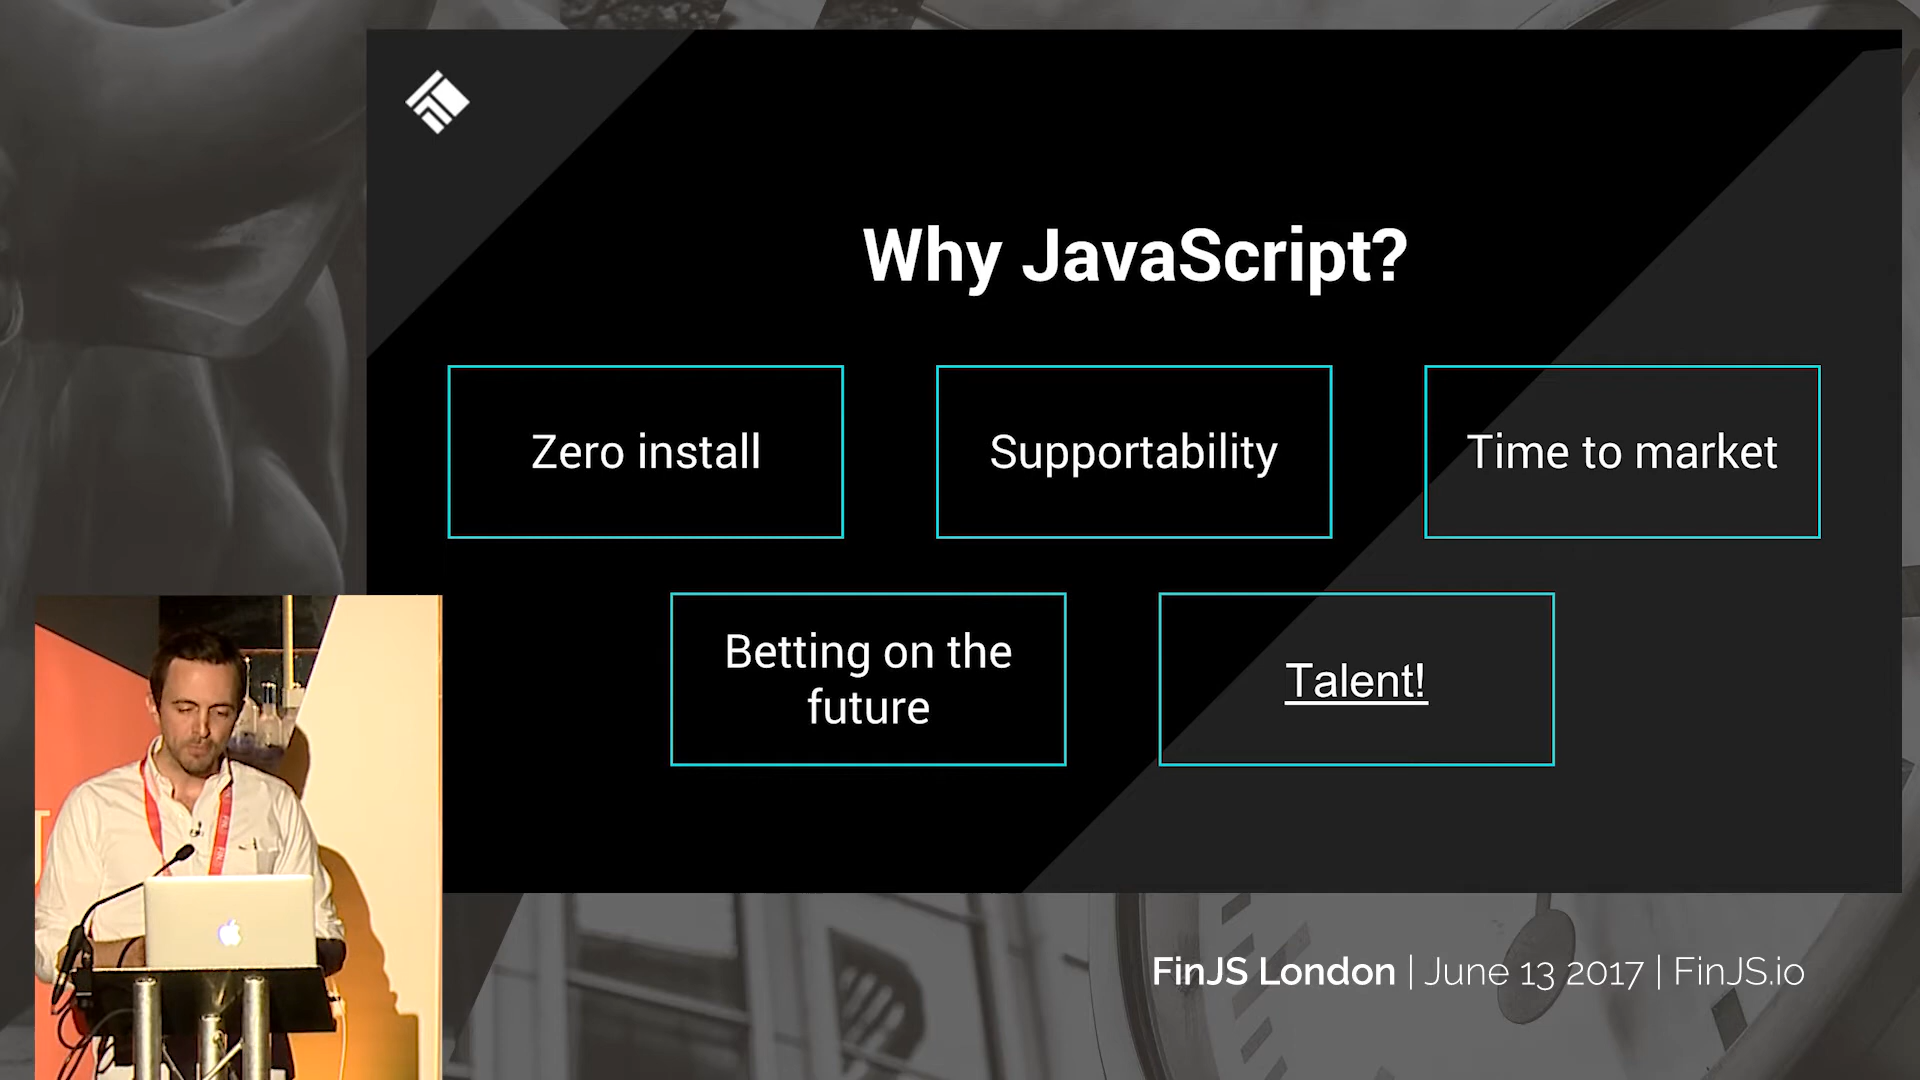 Why JavaScript?
Zero install
Supportability
Time to market
Betting on the
future
Talent!
FinJS London | June 13 2017 | FinJS.io